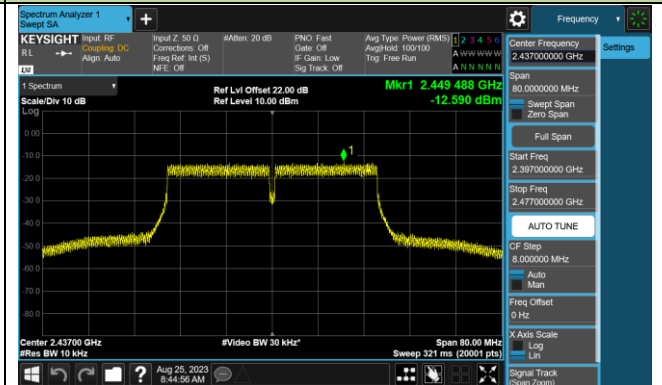 Spectrum Analyzer 1
Swept SA
+
Frequency
KEYSIGHT
RL
Input: RF
Coupling: DC
Align: Auto
Input Z: 50 Ω
Corrections: Off
Freq Ref: Int (S)
NFE: Off
#Atten: 20 dB
PNO: Fast
Gate: Off
IF Gain: Low
Sig Track: Off
Avg Type: Power (RMS)
Avg|Hold: 100/100
Trig: Free Run
1 2 3 4 5 6
A W W W W W
A N N N N N
LXI
1 Spectrum
Scale/Div 10 dB
Log
Ref Lvl Offset 22.00 dB
Ref Level 10.00 dBm
Mkr1 2.449 488 GHz
-12.590 dBm
1
0.00
-10.0
-20.0
-30.0
-40.0
-50.0
-60.0
-70.0
-80.0
Center 2.43700 GHz
#Res BW 10 kHz
#Video BW 30 kHz*
Span 80.00 MHz
Sweep 321 ms (20001 pts)
Aug 25, 2023
8:44:56 AM
?
Center Frequency
2.437000000 GHz
Settings
Span
80.0000000 MHz
Swept Span
Zero Span
Full Span
Start Freq
2.397000000 GHz
Stop Freq
2.477000000 GHz
AUTO TUNE
CF Step
8.000000 MHz
Auto
Man
Freq Offset
0 Hz
X Axis Scale
Log
Lin
Signal Track
(Span Zoom)